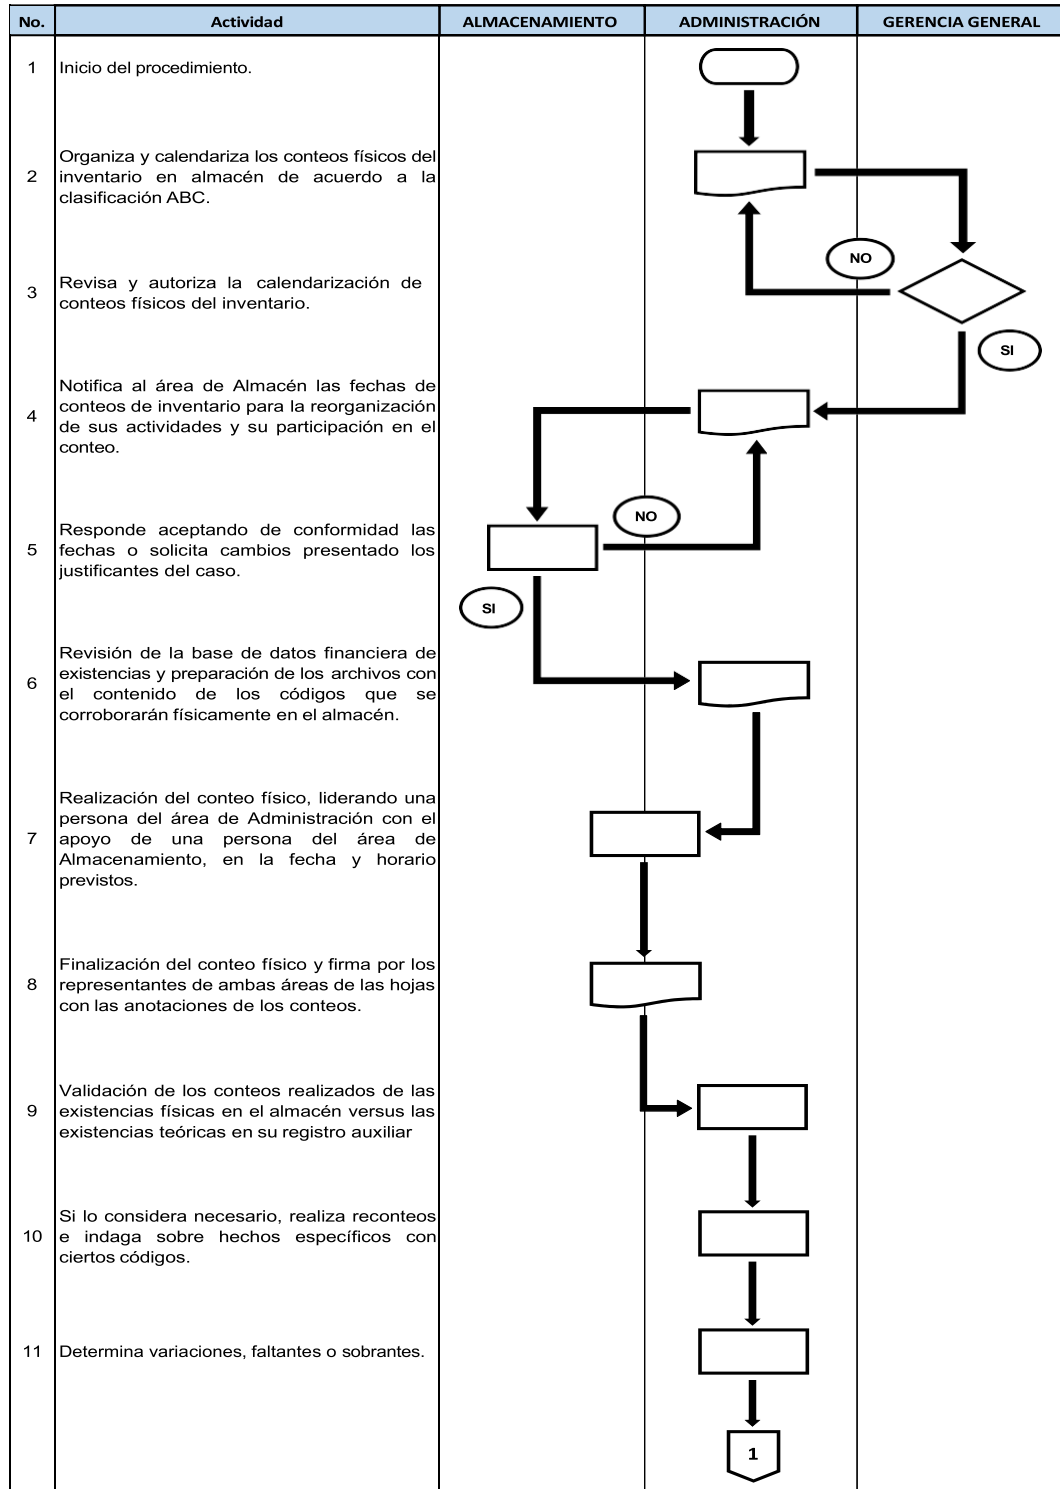 No. Actividad ALMACENAMIENTO ADMINISTRACIÓN GERENCIA GENERAL
1 Inicio del procedimiento.
Organiza y calendariza los conteos físicos del
2 inventario en almacén de acuerdo a la
clasificación ABC.
NO
3 Revisa y autoriza la calendarización de
conteos físicos del inventario.
SI
Notifica al área de Almacén las fechas de
4 conteos de inventario para la reorganización
de sus actividades y su participación en el
conteo.
NO
Responde aceptando de conformidad las
5 fechas o solicita cambios presentado los
justificantes del caso.
SI
Revisión de la base de datos financiera de
6 existencias y preparación de los archivos con
el contenido de los códigos que se
corroborarán físicamente en el almacén.
Realización del conteo físico, liderando una
persona del área de Administración con el
7 apoyo de una persona del área de
Almacenamiento, en la fecha y horario
previstos.
Finalización del conteo físico y firma por los
8 representantes de ambas áreas de las hojas
con las anotaciones de los conteos.
Validación de los conteos realizados de las
9 existencias físicas en el almacén versus las
existencias teóricas en su registro auxiliar
Si lo considera necesario, realiza reconteos
10 e indaga sobre hechos específicos con
ciertos códigos.
11 Determina variaciones, faltantes o sobrantes.
1